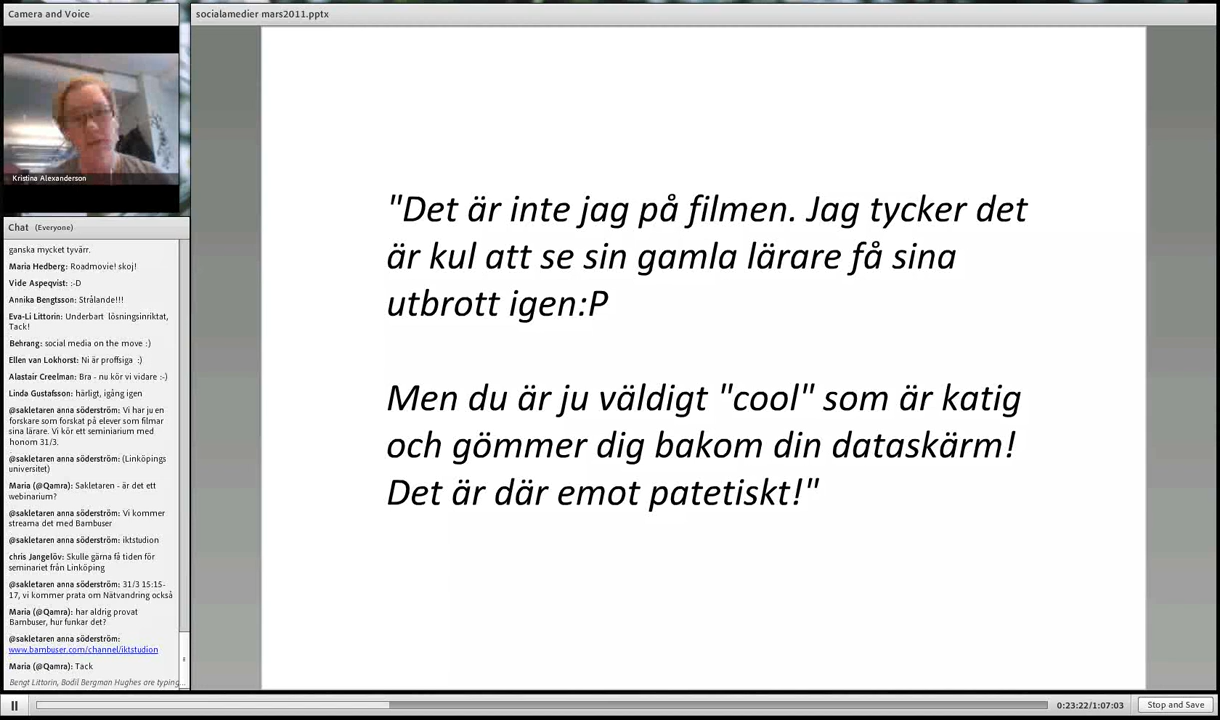 Camera and Voice
Kristina Alexanderson
Chat (Everyone)
ganska mycket tyvärr.
Maria Hedberg: Roadmovie! skoj!
Vide Aspeqvist: :-D
Annika Bengtsson: Strålande!!!
Eva-Li Littorin: Underbart lösningsinriktat,
Tack!
Behrang: social media on the move :)
Ellen van Lokhorst: Ni är proffsiga :)
Alastair Creelman: Bra - nu kör vi vidare :-)
Linda Gustafsson: härligt, igång igen
@sakletaren anna söderström: Vi har ju en
forskare som forskat på elever som filmar
sina lärare. Vi kör ett seminiarium med
honom 31/3.
@sakletaren anna söderström: (Linköpings
universitet)
Maria (@Qamra): Sakletaren - är det ett
webinarium?
@sakletaren anna söderström: Vi kommer
streama det med Bambuser
@sakletaren anna söderström: iktstudion
chris Jangelöv: Skulle gärna få tiden för
seminariet från Linköping
@sakletaren anna söderström: 31/3 15:15-
17, vi kommer prata om Nätvandring också
Maria (@Qamra): har aldrig provat
Bambuser, hur funkar det?
@sakletaren anna söderström:
www.bambuser.com/channel/iktstudion
Maria (@Qamra): Tack
Bengt Littorin, Bodil Bergman Hughes are typing...
socialamedier mars2011.pptx
"Det är inte jag på filmen. Jag tycker det
är kul att se sin gamla lärare få sina
utbrott igen:P
Men du är ju väldigt "cool" som är katig
och gömmer dig bakom din dataskärm!
Det är där emot patetiskt!"
0:23:22/1:07:03
Stop and Save